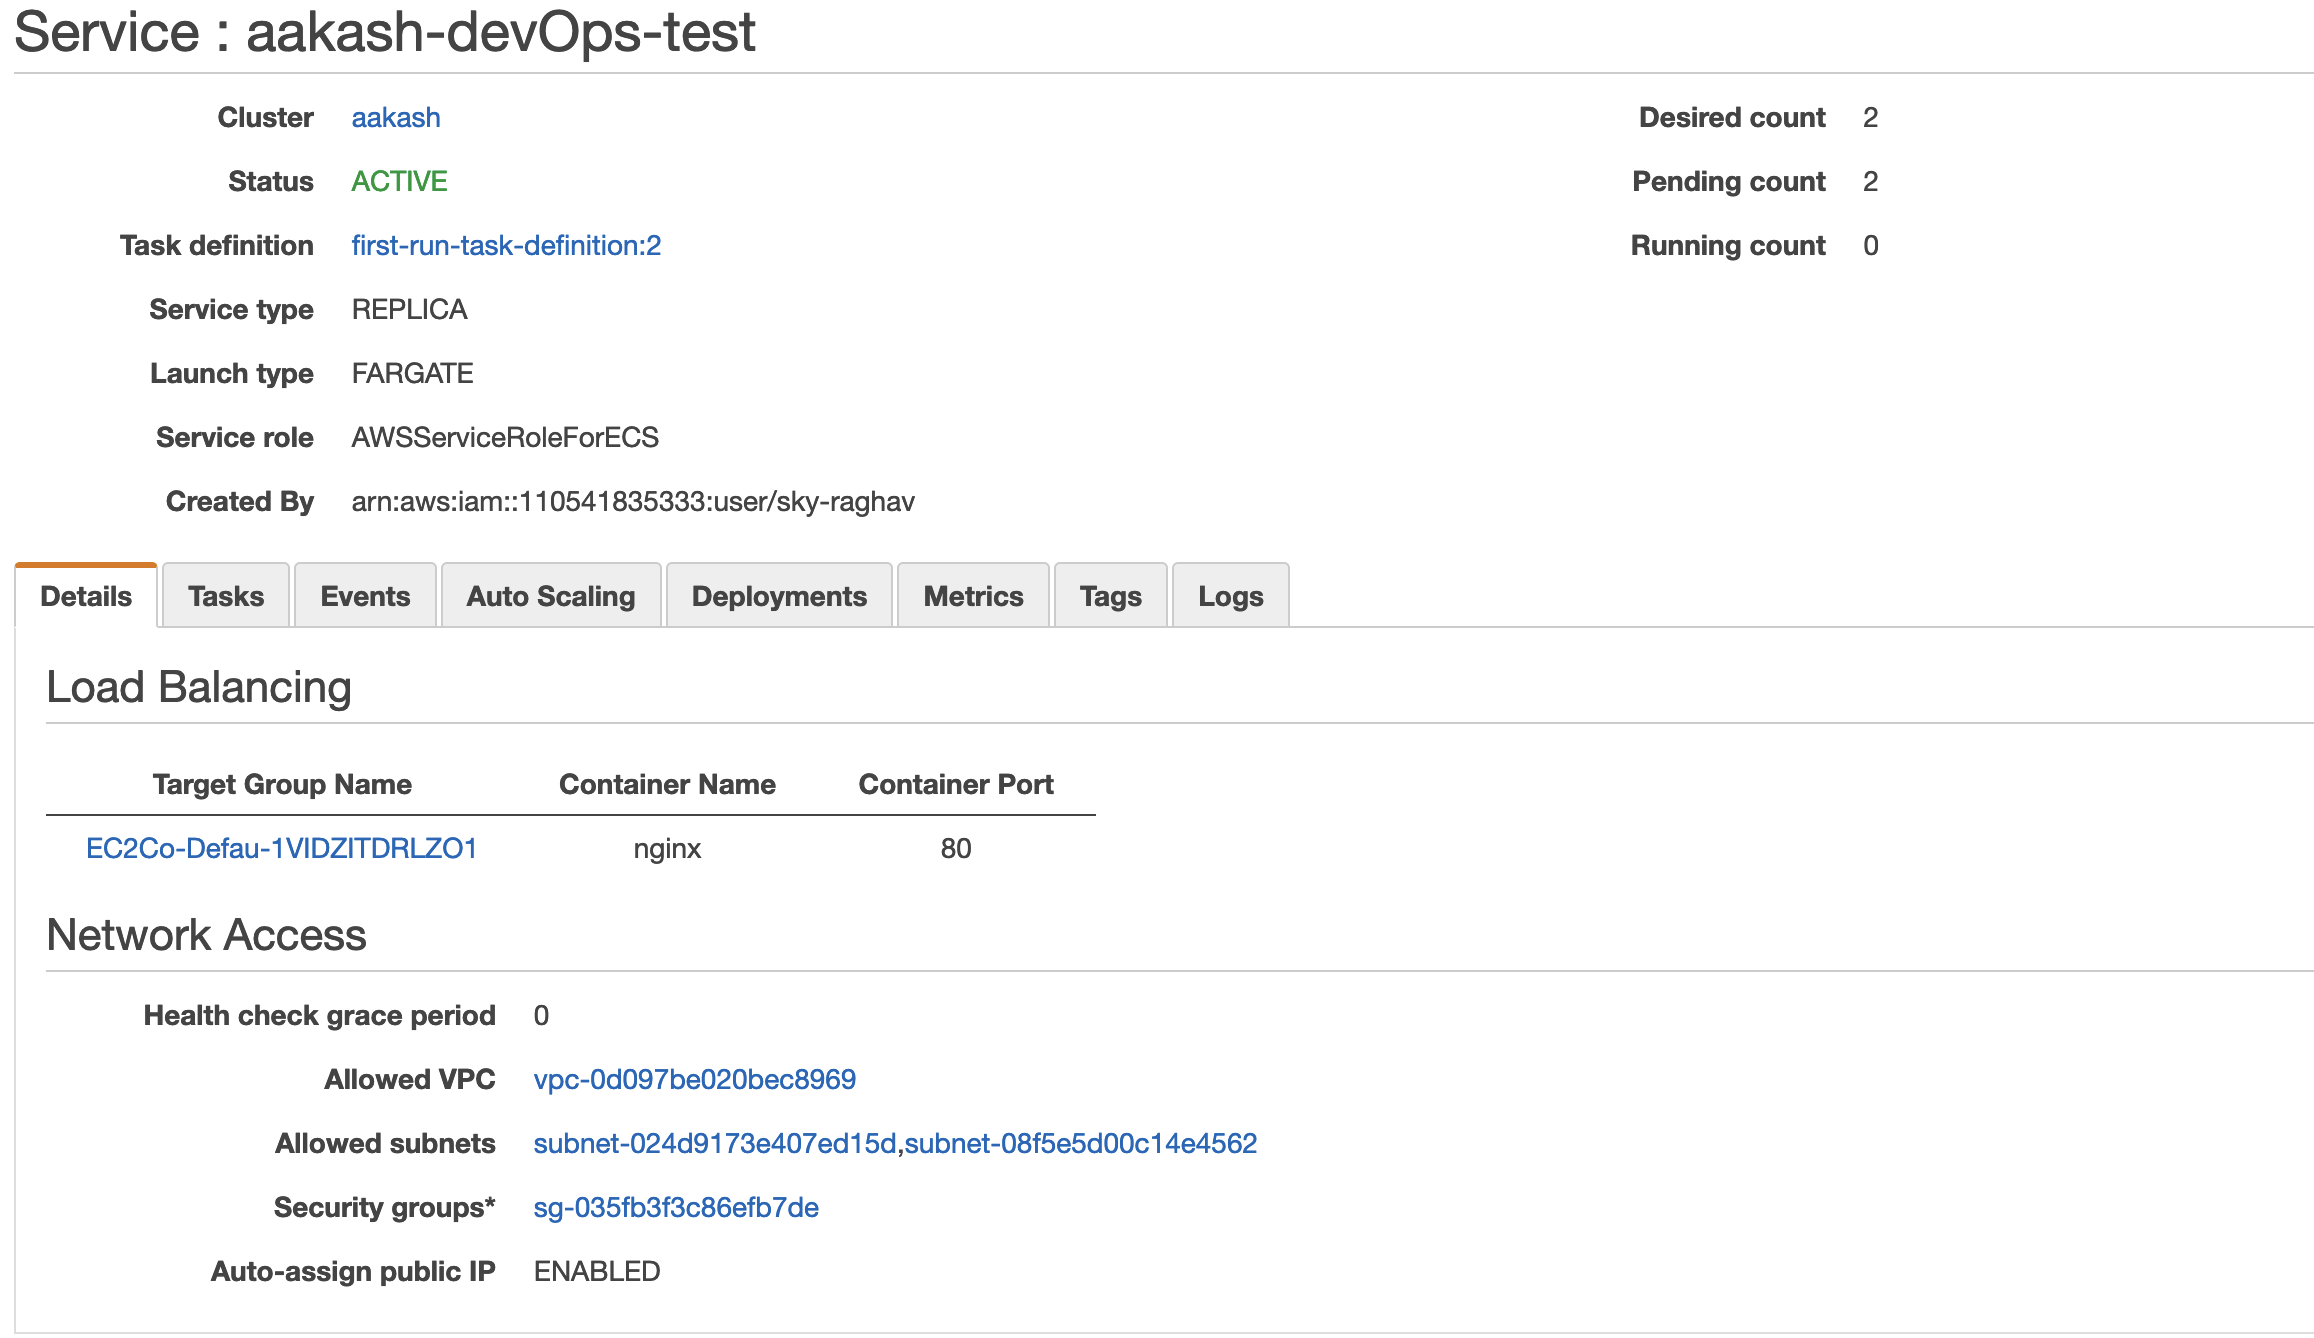 Service : aakash-devOps-test
Cluster aakash
Desired count 2
Status ACTIVE
Pending count 2
Task definition first-run-task-definition:2
Running count 0
Service type REPLICA
Launch type FARGATE
Service role AWSServiceRoleForECS
Created By arn:aws:iam::110541835333:user/sky-raghav
Details Tasks Events Auto Scaling Deployments Metrics Tags Logs
Load Balancing
Target Group Name Container Name Container Port
EC2Co-Defau-1VIDZITDRLZO1 nginx 80
Network Access
Health check grace period 0
Allowed VPC vpc-0d097be020bec8969
Allowed subnets subnet-024d9173e407ed15d,subnet-08f5e5d00c14e4562
Security groups* sg-035fb3f3c86efb7de
Auto-assign public IP ENABLED